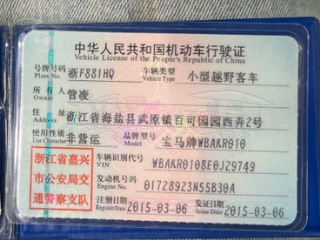 中华人民共和国机动车行驶证
Vehicle License of the People's Republic of China
号牌号码 浙F881HQ 车辆类型 小型越野客车
Plate No. Vehicle Type
所有人 管凌
Owner
住址 浙江省海盐县武原镇百可园园西弄2号
Address
使用性质 非营运 品牌型号 宝马牌WBAKR010
Use Character Model
浙江省嘉兴
市公安局交
通警察支队
车辆识别代号 WBAKR0108E0J29749
VIN
发动机号码 01728923N55B30A
Engine No.
注册日期 2015-03-06 发证日期 2015-03-06
Register Date Issue Date